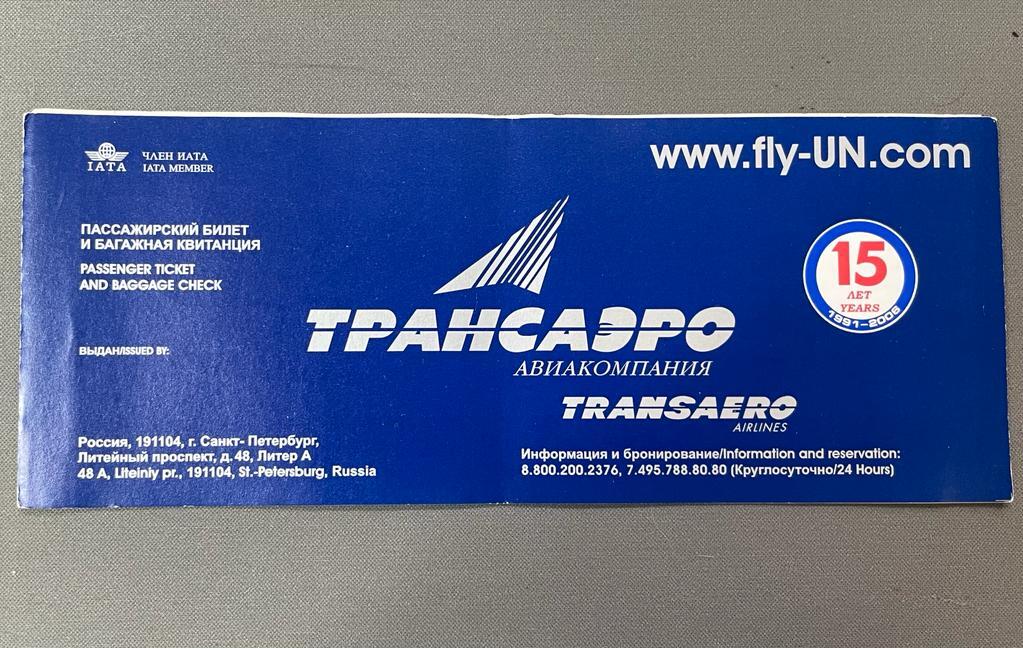 IATA
ЧЛЕН ИАТА
IATA MEMBER
www.fly-UN.com
ПАССАЖИРСКИЙ БИЛЕТ
И БАГАЖНАЯ КВИТАНЦИЯ
PASSENGER TICKET
AND BAGGAGE CHECK
15
ЛЕТ
YEARS
1991-2006
ТРАНСАЭРО
АВИАКОМПАНИЯ
ВЫДАН/ISSUED BY:
TRANSAERO
AIRLINES
Россия, 191104, г. Санкт- Петербург,
Литейный проспект, д.48, Литер А
48 A, Liteiniy pr., 191104, St.-Petersburg, Russia
Информация и бронирование/Information and reservation:
8.800.200.2376, 7.495.788.80.80 (Круглосуточно/24 Hours)